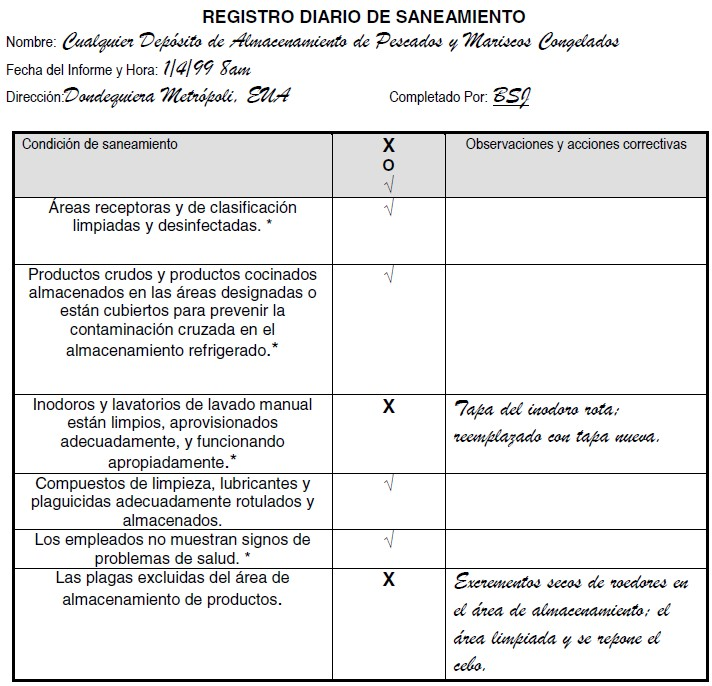 REGISTRO DIARIO DE SANEAMIENTO
Nombre: Cualquier Depósito de Almacenamiento de Pescados y Mariscos Congelados
Fecha del Informe y Hora: 1/4/99 8am
Dirección:Dondequiera Metrópoli, EUA Completado Por: BSJ
Condición de saneamiento
X
O
√
Observaciones y acciones correctivas
Áreas receptoras y de clasificación
limpiadas y desinfectadas. *
√
Productos crudos y productos cocinados
almacenados en las áreas designadas o
están cubiertos para prevenir la
contaminación cruzada en el
almacenamiento refrigerado.*
√
Inodoros y lavatorios de lavado manual
están limpios, aprovisionados
adecuadamente, y funcionando
apropiadamente.*
X
Tapa del inodoro rota;
reemplazado con tapa nueva.
Compuestos de limpieza, lubricantes y
plaguicidas adecuadamente rotulados y
almacenados.
√
Los empleados no muestran signos de
problemas de salud. *
√
Las plagas excluidas del área de
almacenamiento de productos.
X
Excrementos secos de roedores en
el área de almacenamiento; el
área limpiada y se repone el
cebo.